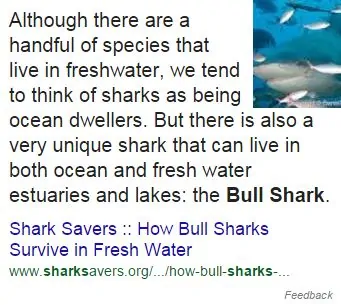 Although there are a
handful of species that
live in freshwater, we tend
to think of sharks as being
ocean dwellers. But there is also a
very unique shark that can live in
both ocean and fresh water
estuaries and lakes: the Bull Shark.
Shark Savers :: How Bull Sharks
Survive in Fresh Water
www.sharksavers.org/.../how-bull-sharks-...
Feedback